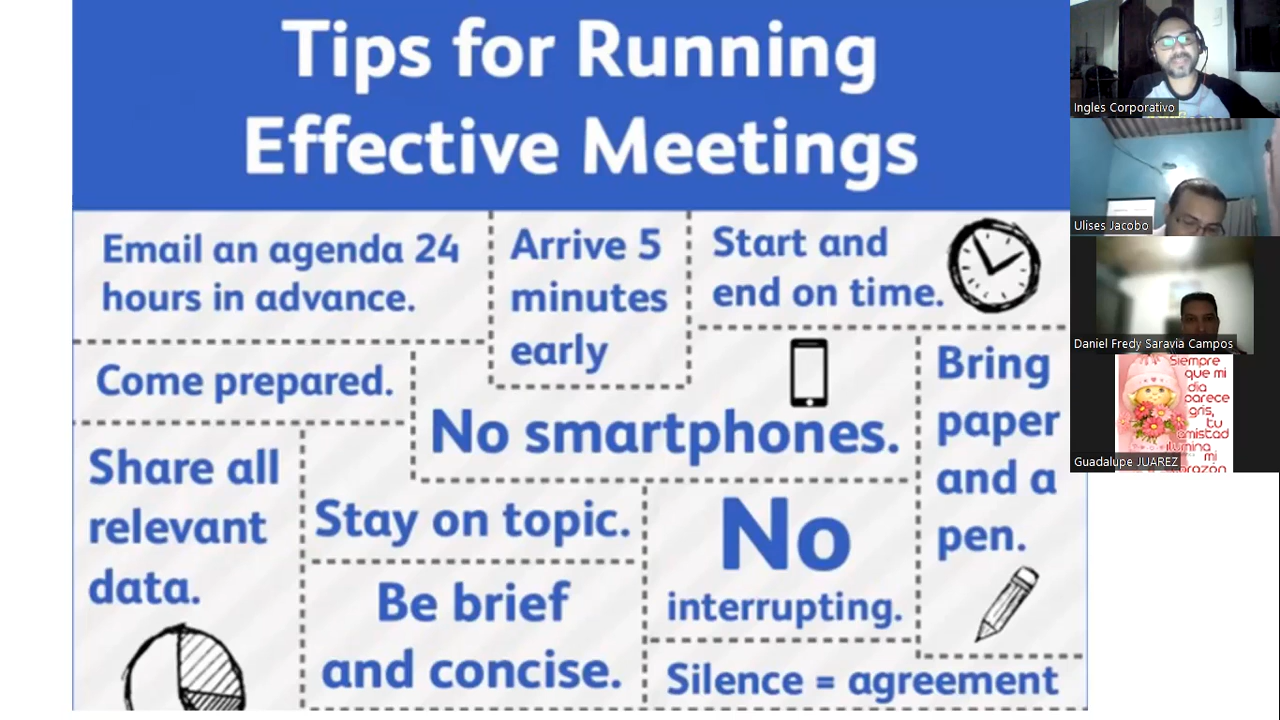 Tips for Running
Effective Meetings
Email an agenda 24
hours in advance.
Arrive 5
minutes
early
Start and
end on time.
Come prepared.
No smartphones.
Bring
paper
and a
pen.
Share all
relevant
data.
Stay on topic.
No
interrupting.
Be brief
and concise.
Silence = agreement
Ingles Corporativo
Ulises Jacobo
Daniel Fredy Saravia Campos
Siempre
que mi
dia
parece
gris,
tu
amistad
ilumina
mi
corazón
Guadalupe JUAREZ